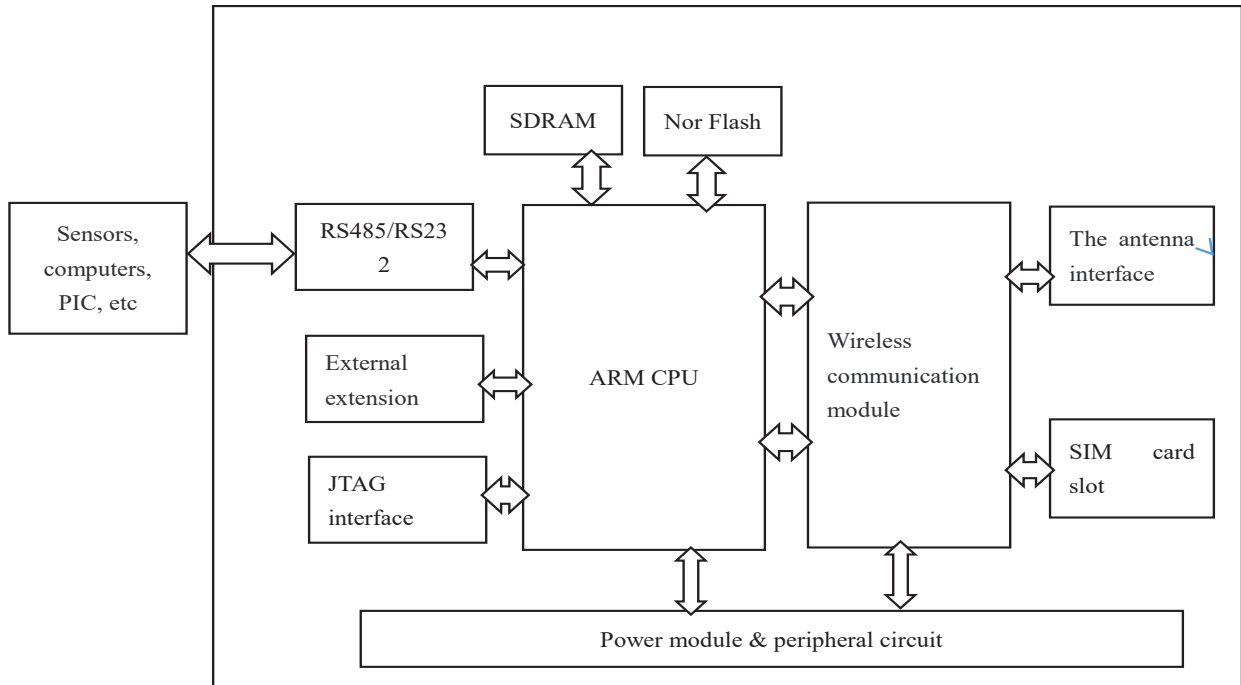 SDRAM
Nor Flash
Sensors,
computers,
PIC, etc
RS485/RS23
2
The antenna
interface
External
extension
ARM CPU
Wireless
communication
module
JTAG
interface
SIM card
slot
Power module & peripheral circuit